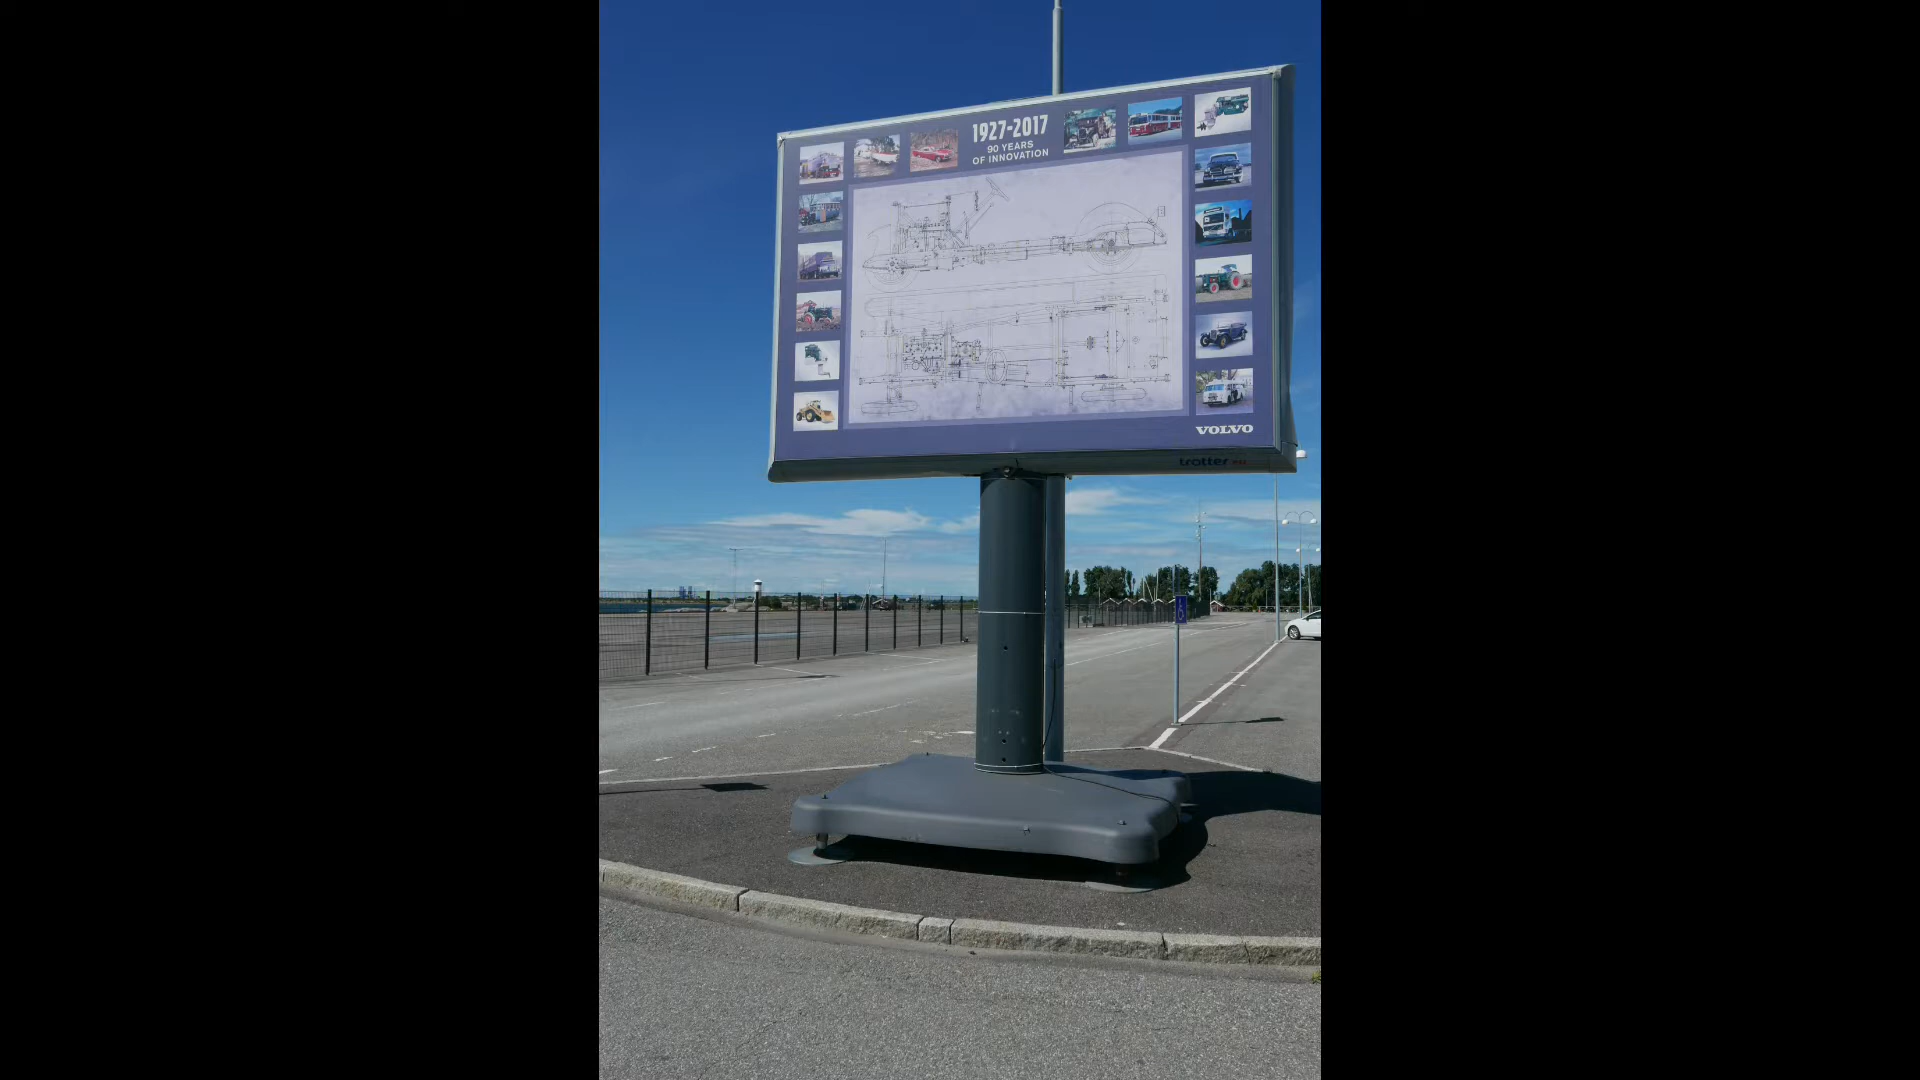 1927-2017
90 YEARS
OF INNOVATION
VOLVO
trotter